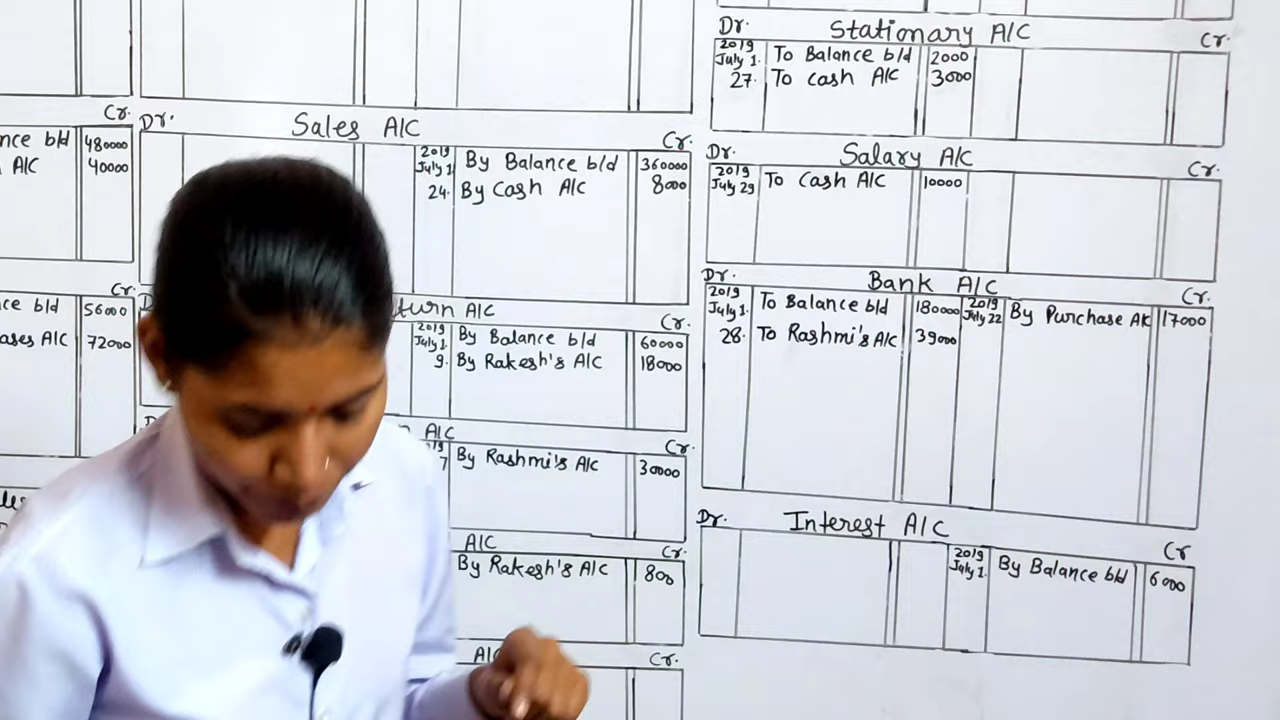 nce b/d 480000
A/C 40000
Cr.
ce b/d 56000
ases A/C 72000
Cr.
Dr. Sales A/C Cr.
2019
July 1 By Balance b/d 360000
24. By Cash A/C 8000
turn A/C Cr.
2019
July 1. By Balance b/d 60000
9. By Rakesh's A/C 18000
A/C Cr.
7 By Rashmi's A/C 30000
A/C Cr.
By Rakesh's A/C 800
Cr.
Dr. Stationary A/C Cr.
2019
July 1. To Balance b/d 2000
27. To cash A/C 3000
Dr. Salary A/C Cr.
2019
July 29 To Cash A/C 10000
Dr. Bank A/C Cr.
2019 2019
July 1. To Balance b/d 180000 July 22 By Purchase A/C 17000
28. To Rashmi's A/C 39000
Dr. Interest A/C Cr
2019
July 1. By Balance b/d 6000